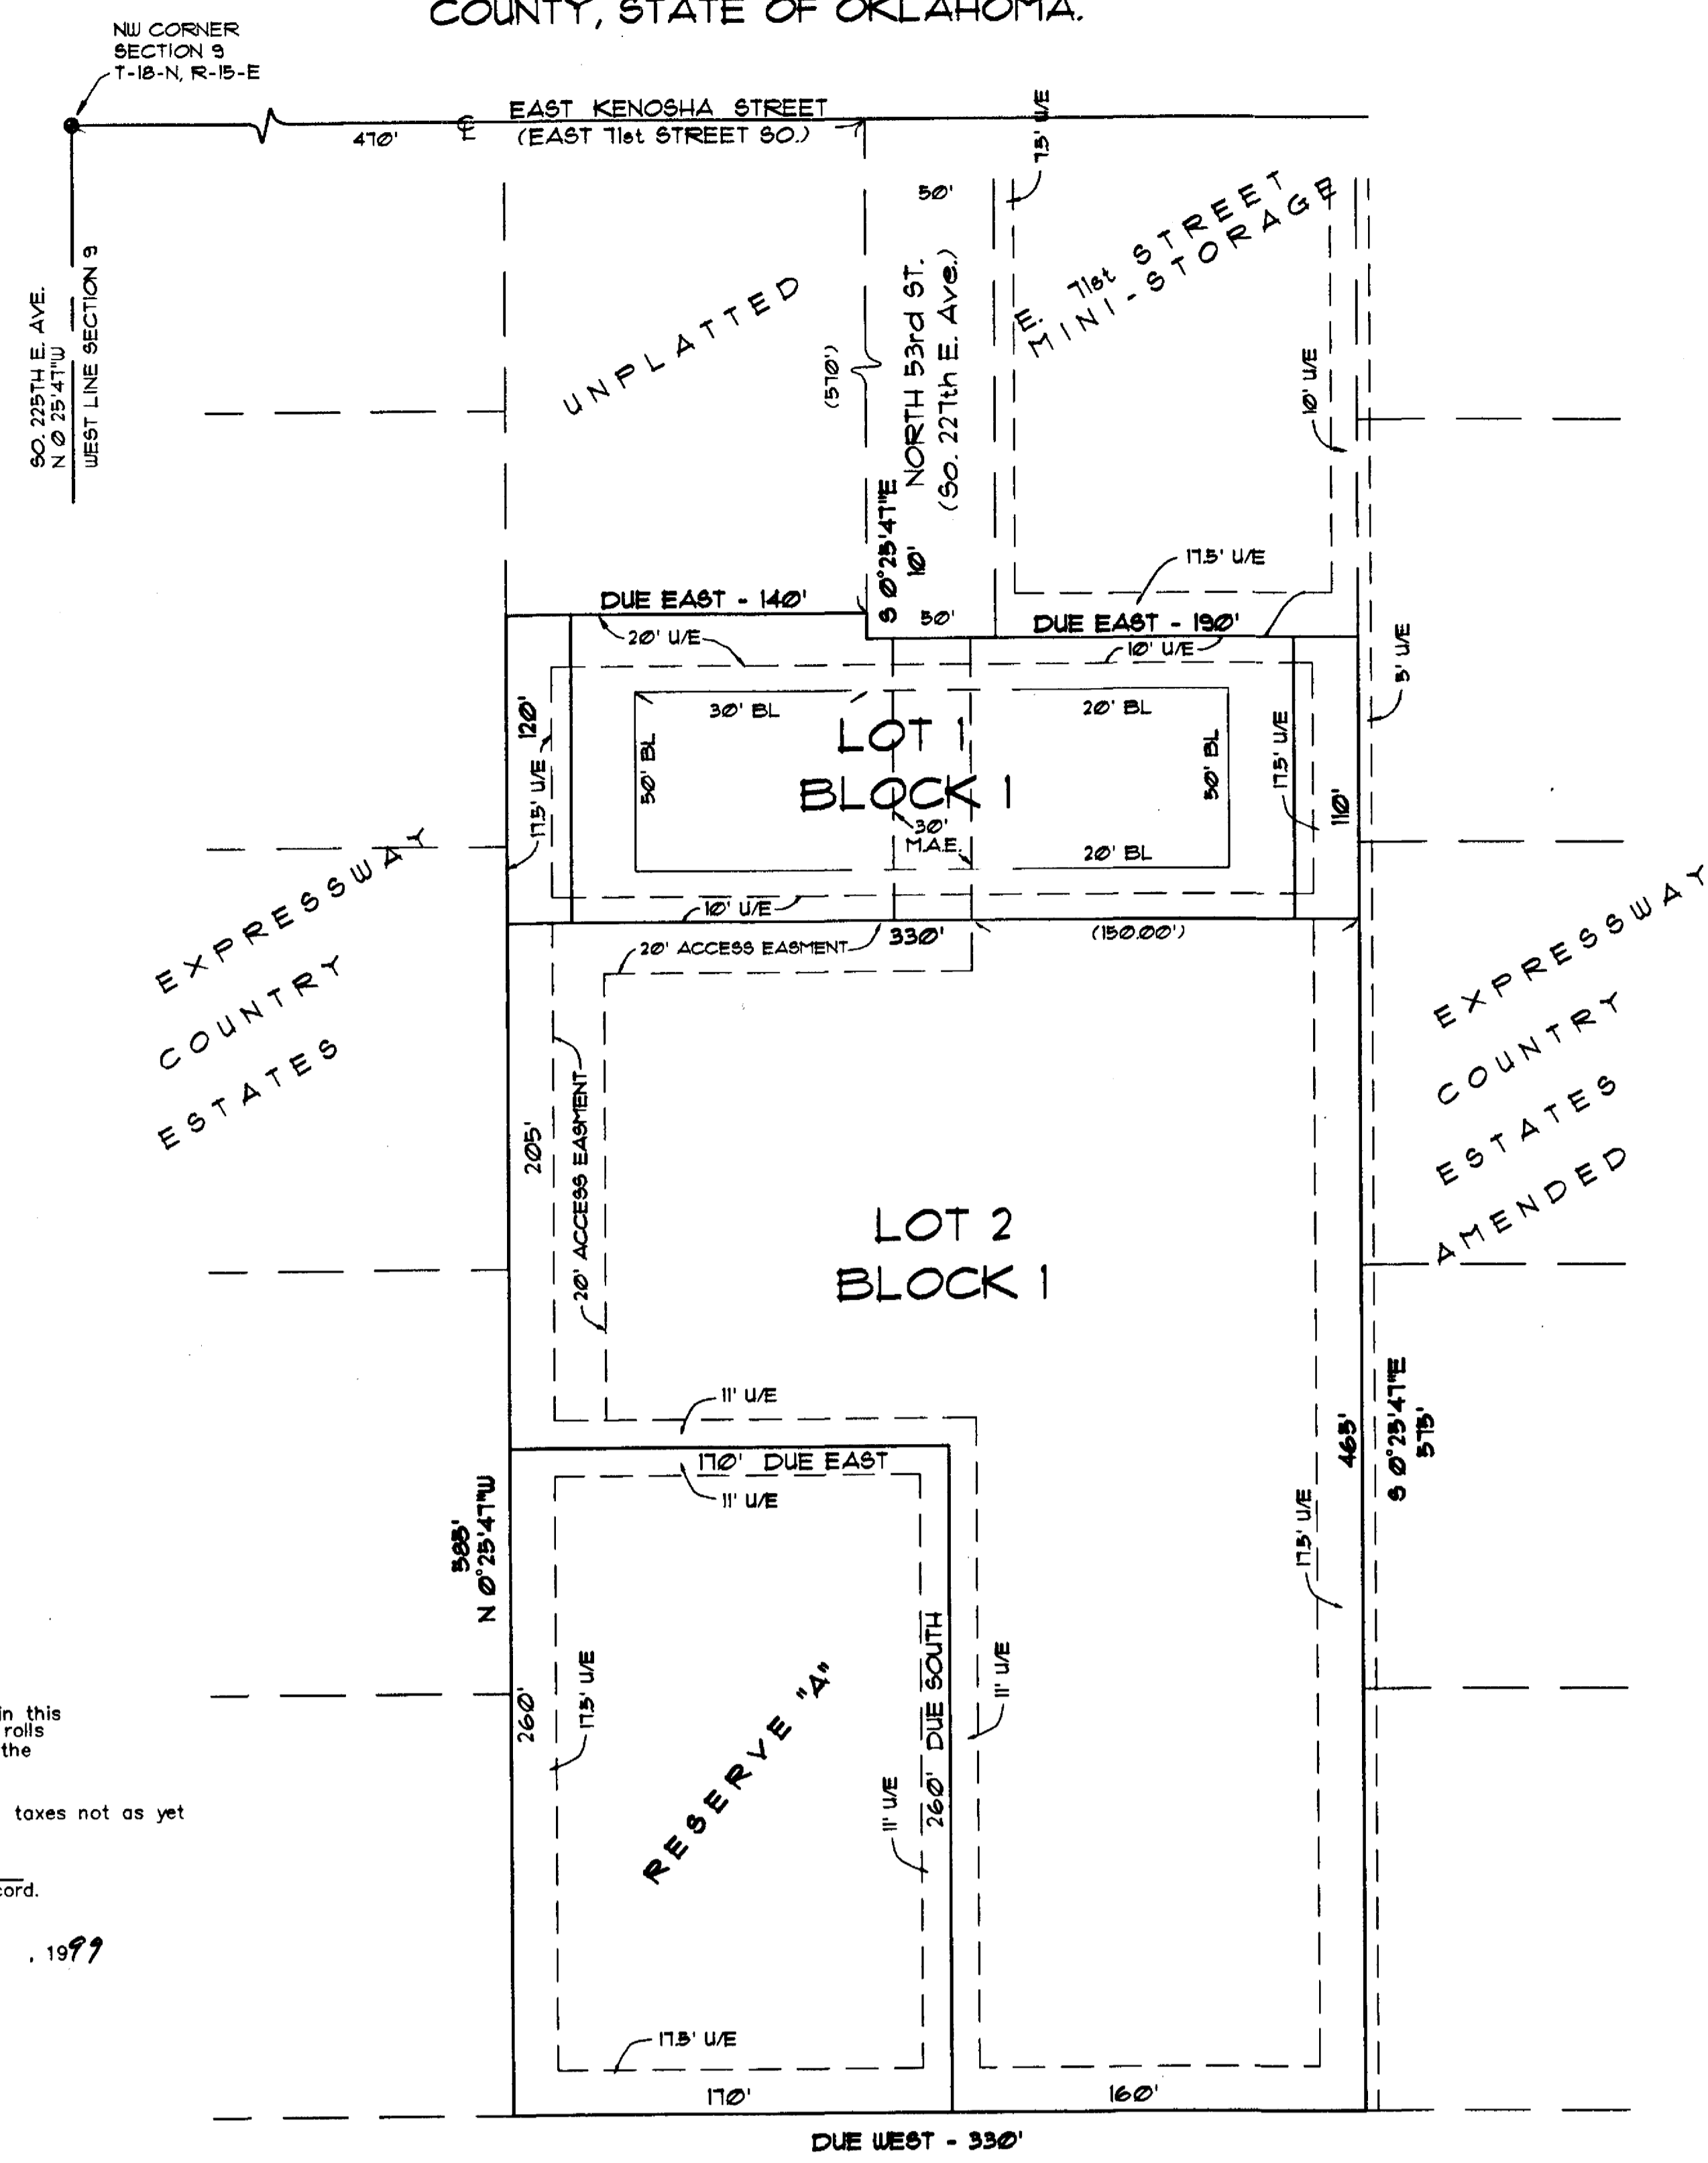 COUNTY, STATE OF OKLAHOMA.
NW CORNER
SECTION 9
T-18-N, R-15-E
EAST KENOSHA STREET
(EAST 71st STREET SO.)
470'
7.5' U/E
SO. 225TH E. AVE.
N 0 25'47"W
WEST LINE SECTION 9
UNPLATTED
(570')
50'
NORTH 53rd ST.
(So. 227th E. Ave.)
S 0°25'47"E
10'
50'
E. 71st STREET
MINI-STORAGE
10' U/E
17.5' U/E
DUE EAST - 140'
20' U/E
DUE EAST - 190'
10' U/E
5' U/E
120'
17.5' U/E
30' BL
50' BL
20' BL
50' BL
LOT 1
BLOCK 1
30'
M.A.E.
20' BL
17.5' U/E
110'
10' U/E
330'
(150.00')
20' ACCESS EASMENT
EXPRESSWAY
COUNTRY
ESTATES
EXPRESSWAY
COUNTRY
ESTATES
AMENDED
205'
20' ACCESS EASMENT
LOT 2
BLOCK 1
11' U/E
170' DUE EAST
11' U/E
585'
N 0°25'47"W
465'
S 0°25'47"E
575'
17.5' U/E
260'
17.5' U/E
RESERVE "A"
11' U/E
260' DUE SOUTH
11' U/E
17.5' U/E
170'
160'
DUE WEST - 330'
in this
rolls
the
taxes not as yet
cord.
, 1999